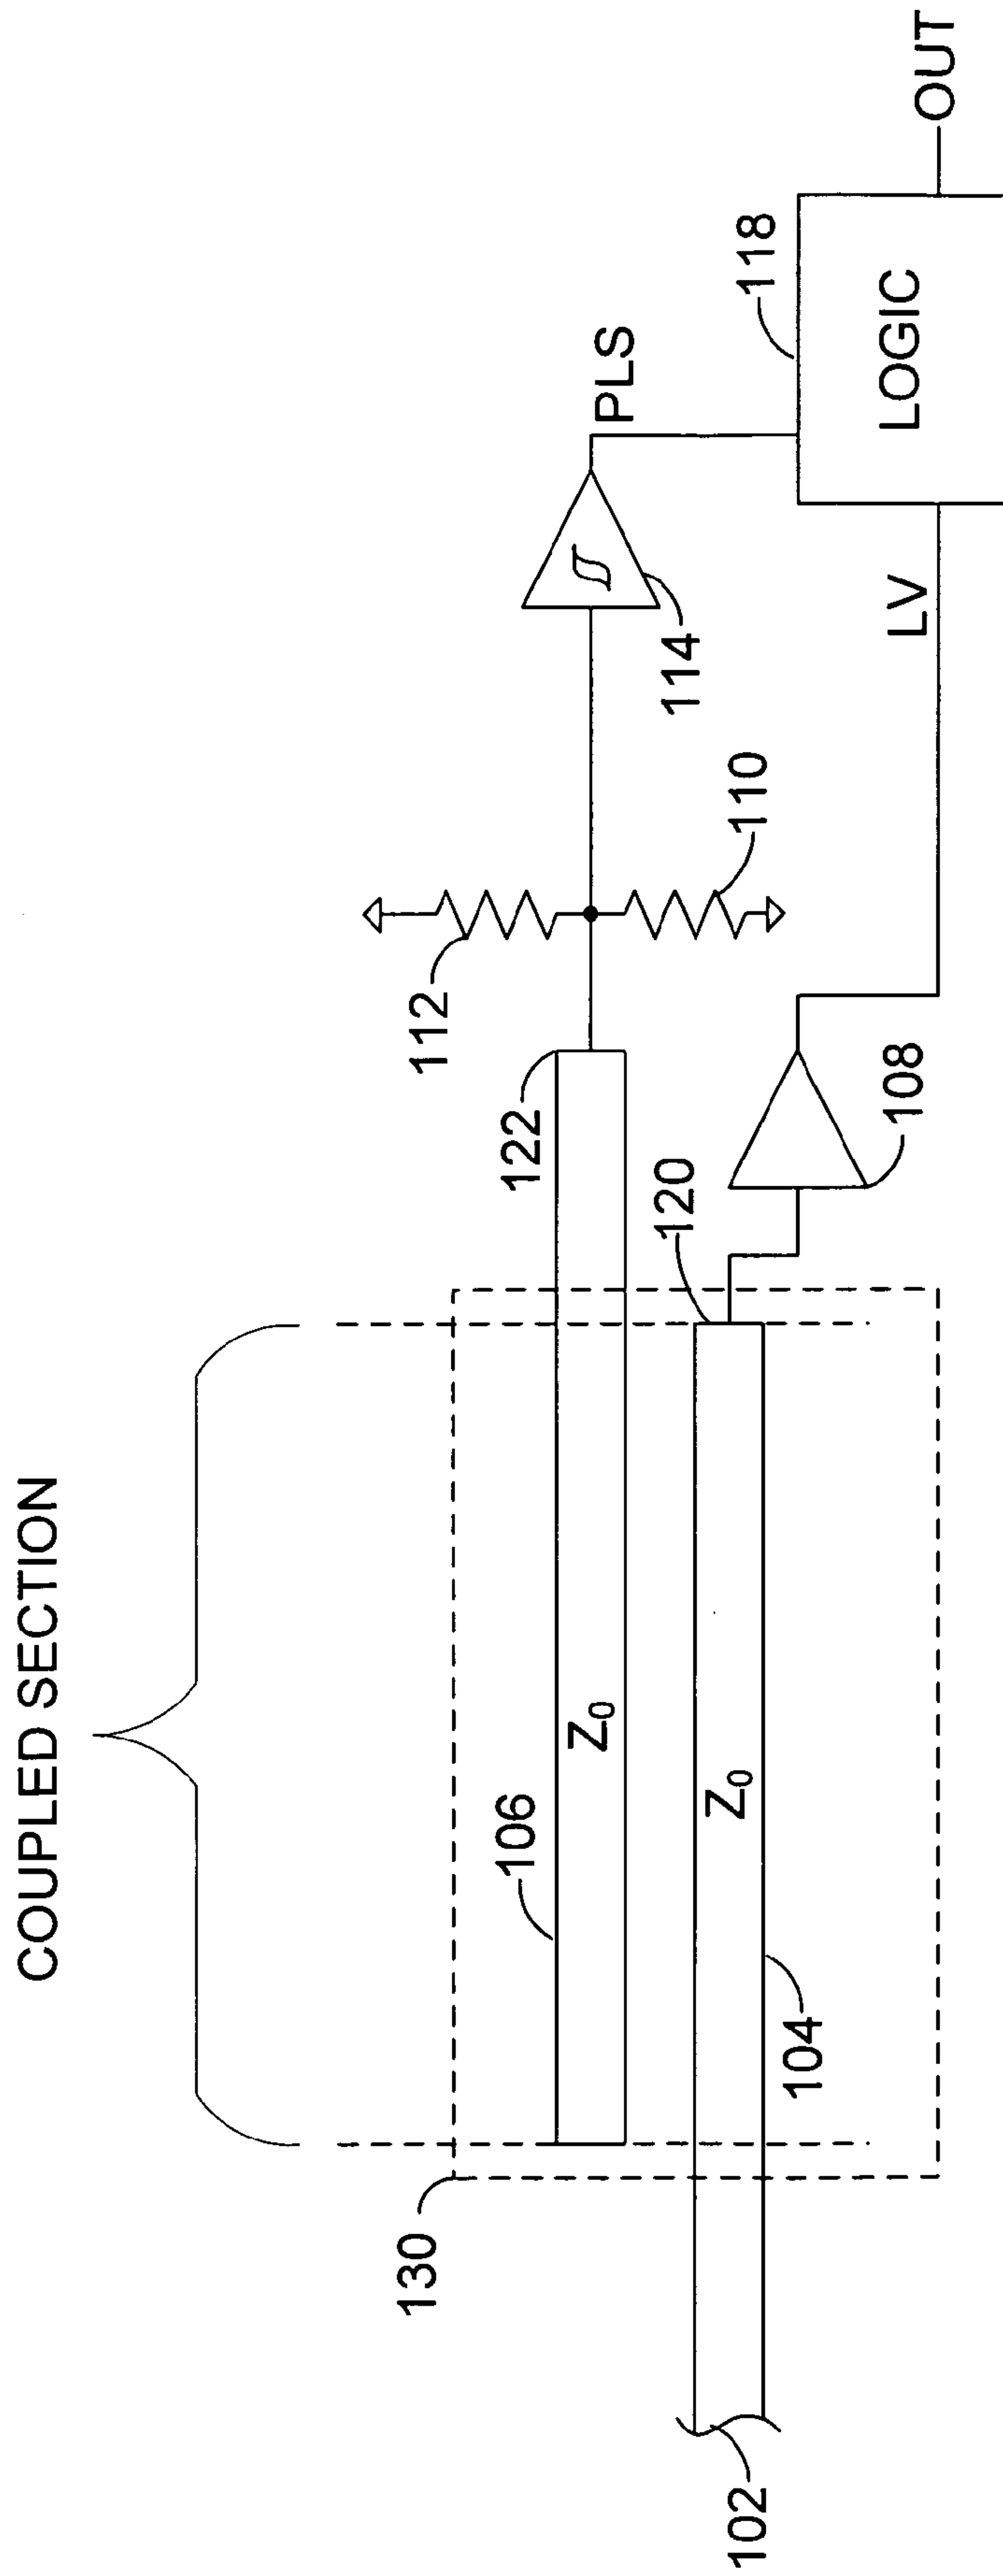 COUPLED SECTION
130
106
Z₀
122
112
110
114
PLS
118
LOGIC
OUT
102
104
Z₀
120
108
LV